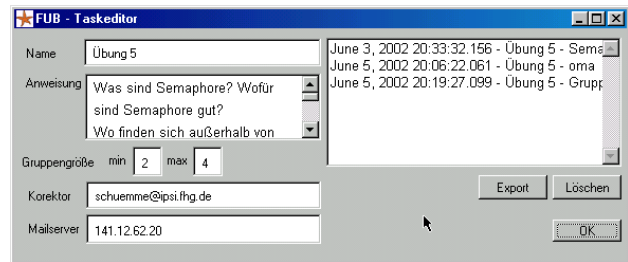 FUB - Taskeditor
Name
Übung 5
Anweisung
Was sind Semaphore? Wofür
sind Semaphore gut?
Wo finden sich außerhalb von
Gruppengröße min 2 max 4
Korektor
schuemme@ipsi.fhg.de
Mailserver
141.12.62.20
June 3, 2002 20:33:32.156 - Übung 5 - Sema
June 5, 2002 20:06:22.061 - Übung 5 - oma
June 5, 2002 20:19:27.099 - Übung 5 - Grupp
Export Löschen
OK